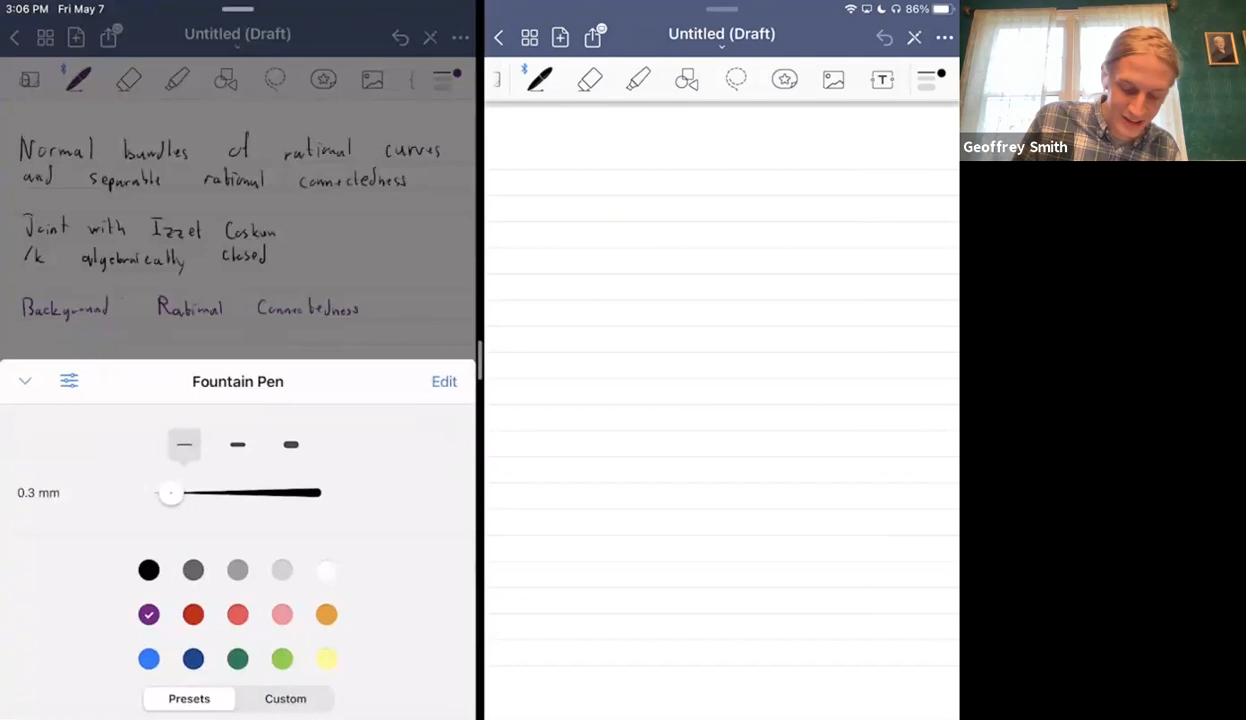 3:06 PM Fri May 7
86%
Untitled (Draft)
Untitled (Draft)
T
Normal bundles of rational curves
and separable rational connectedness
Joint with Izzet Coskun
/k algebraically closed
Background Rational Connectedness
Fountain Pen
Edit
0.3 mm
Presets
Custom
Geoffrey Smith